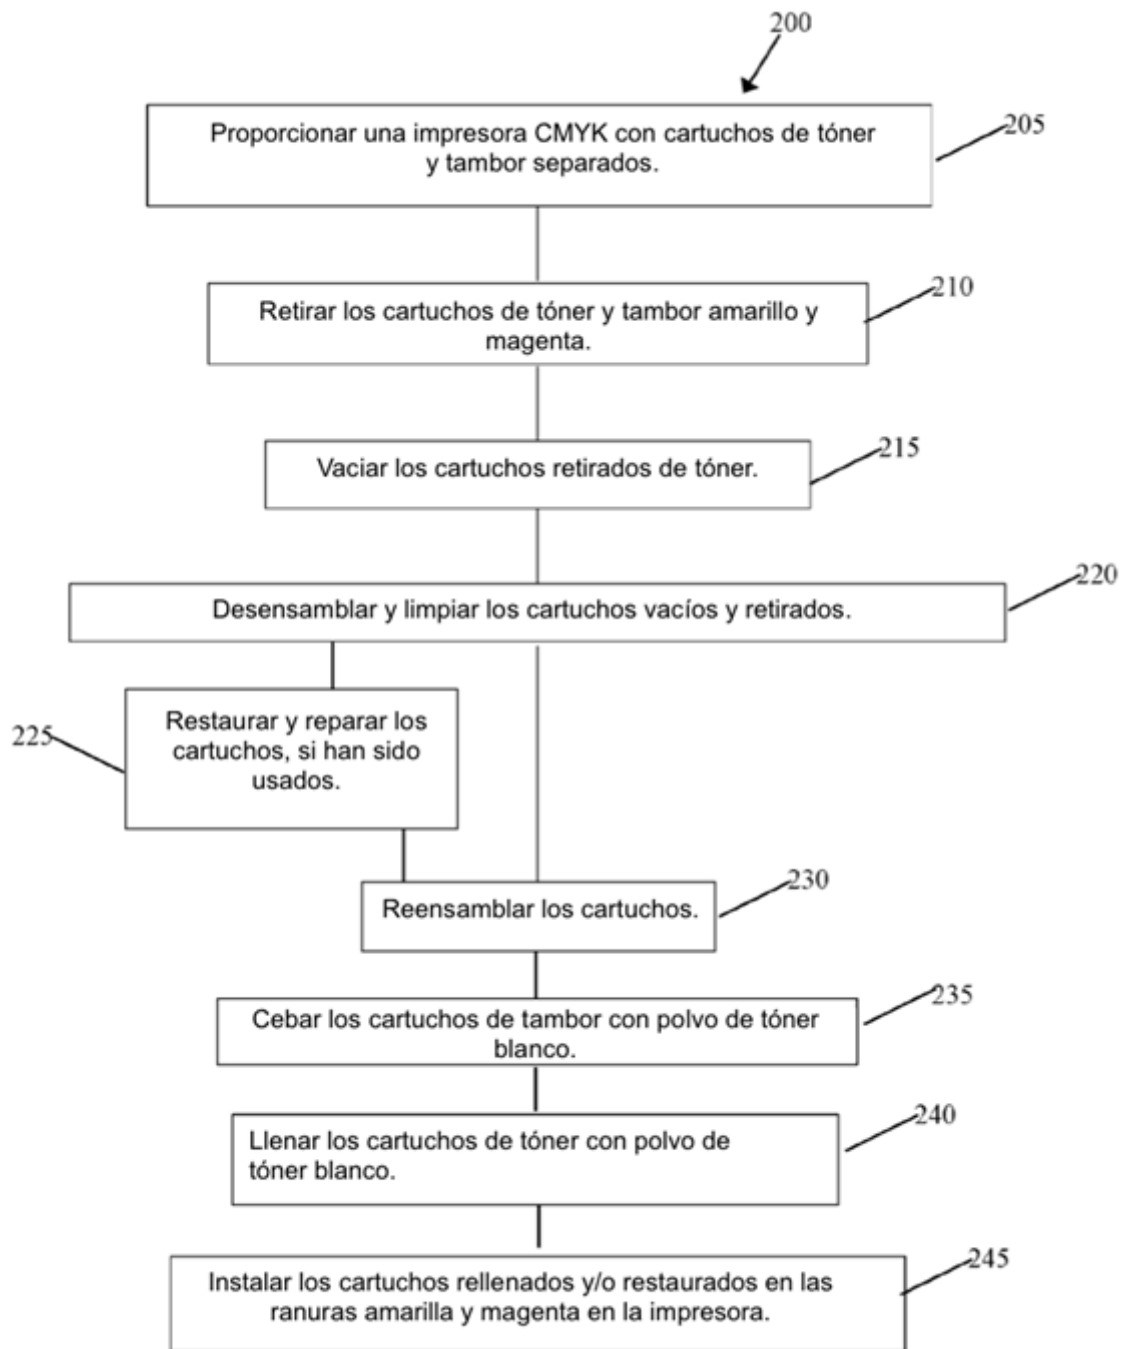 200
Proporcionar una impresora CMYK con cartuchos de tóner
y tambor separados.
205
Retirar los cartuchos de tóner y tambor amarillo y
magenta.
210
Vaciar los cartuchos retirados de tóner.
215
Desensamblar y limpiar los cartuchos vacíos y retirados.
220
Restaurar y reparar los
cartuchos, si han sido
usados.
225
Reensamblar los cartuchos.
230
Cebar los cartuchos de tambor con polvo de tóner
blanco.
235
Llenar los cartuchos de tóner con polvo de
tóner blanco.
240
Instalar los cartuchos rellenados y/o restaurados en las
ranuras amarilla y magenta en la impresora.
245